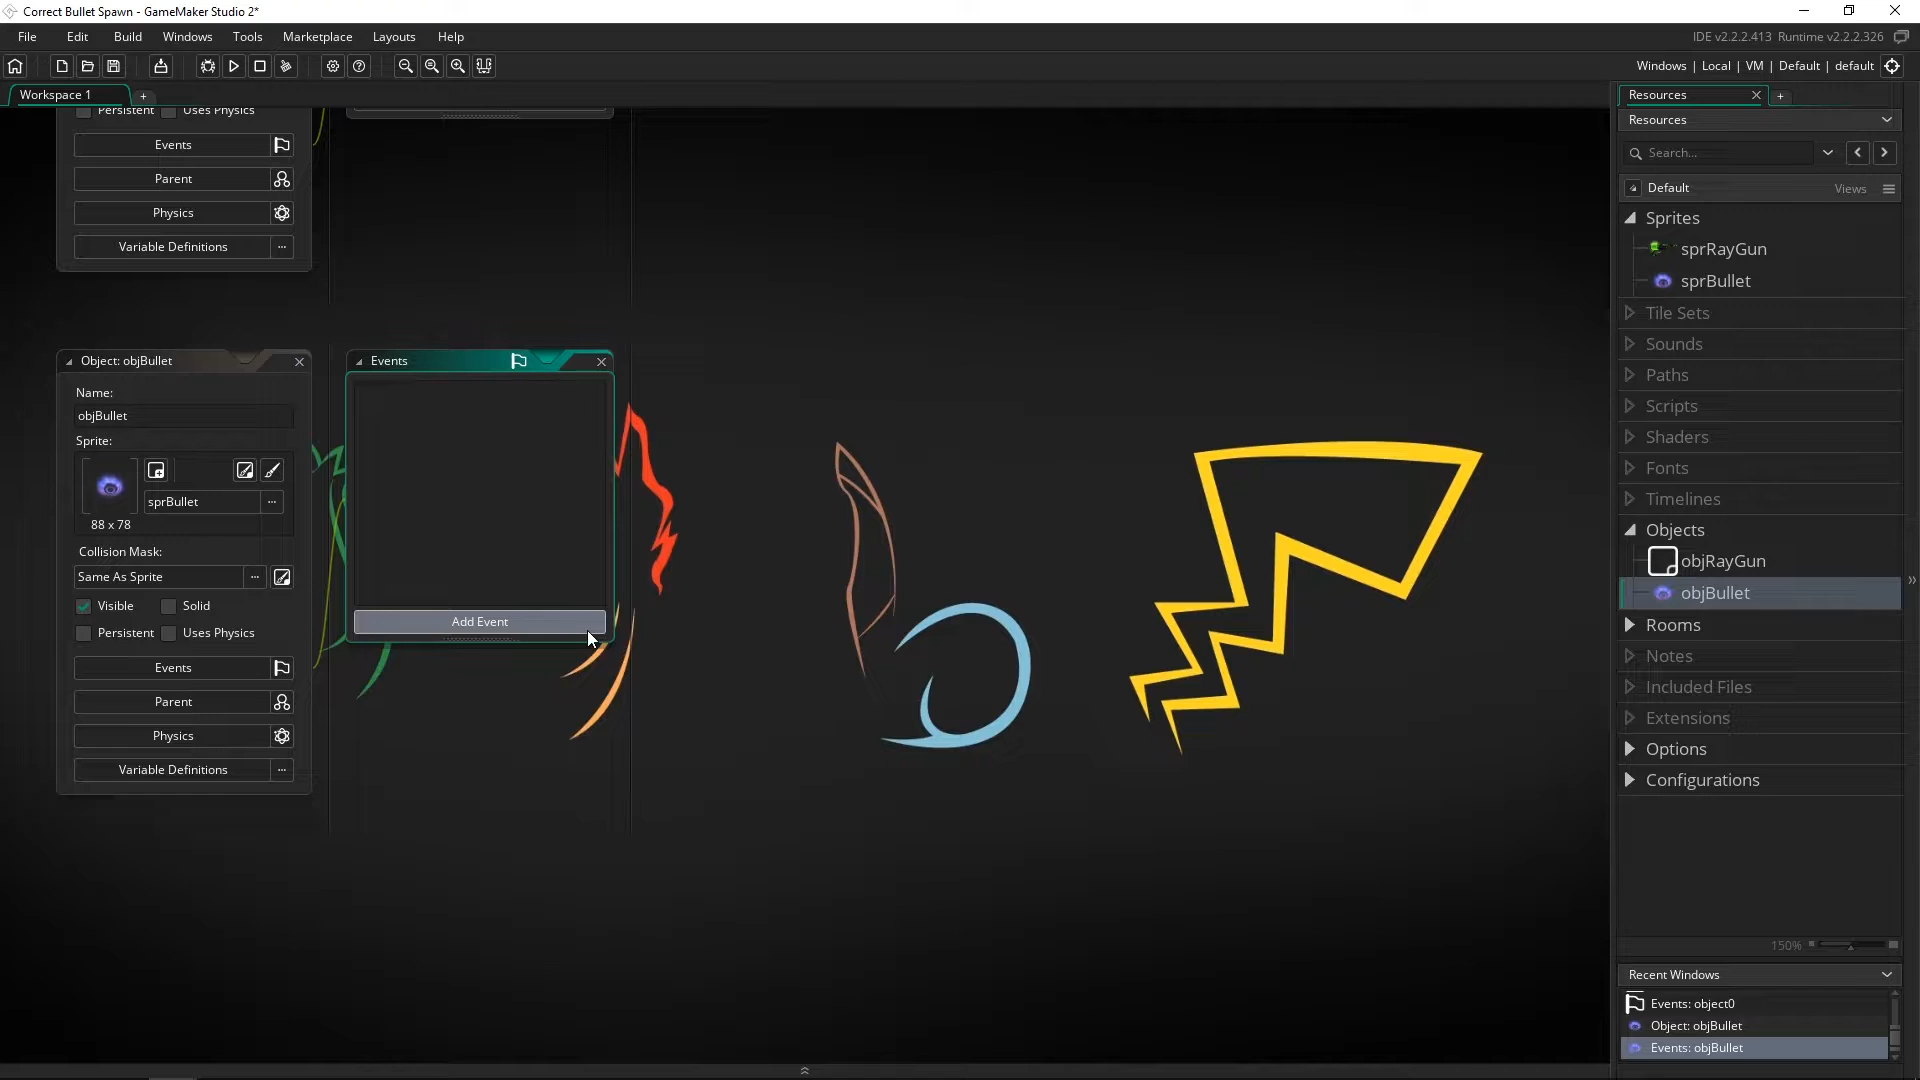 Correct Bullet Spawn - GameMaker Studio 2*
File Edit Build Windows Tools Marketplace Layouts Help
IDE v2.2.2.413 Runtime v2.2.2.326
Windows | Local | VM | Default | default
Workspace 1
Persistent Uses Physics
Events
Parent
Physics
Variable Definitions
Object: objBullet
Name:
objBullet
Sprite:
sprBullet
88 x 78
Collision Mask:
Same As Sprite
Visible Solid
Persistent Uses Physics
Events
Parent
Physics
Variable Definitions
Events
Add Event
Resources
Resources
Search...
Default Views
Sprites
sprRayGun
sprBullet
Tile Sets
Sounds
Paths
Scripts
Shaders
Fonts
Timelines
Objects
objRayGun
objBullet
Rooms
Notes
Included Files
Extensions
Options
Configurations
150%
Recent Windows
Events: object0
Object: objBullet
Events: objBullet